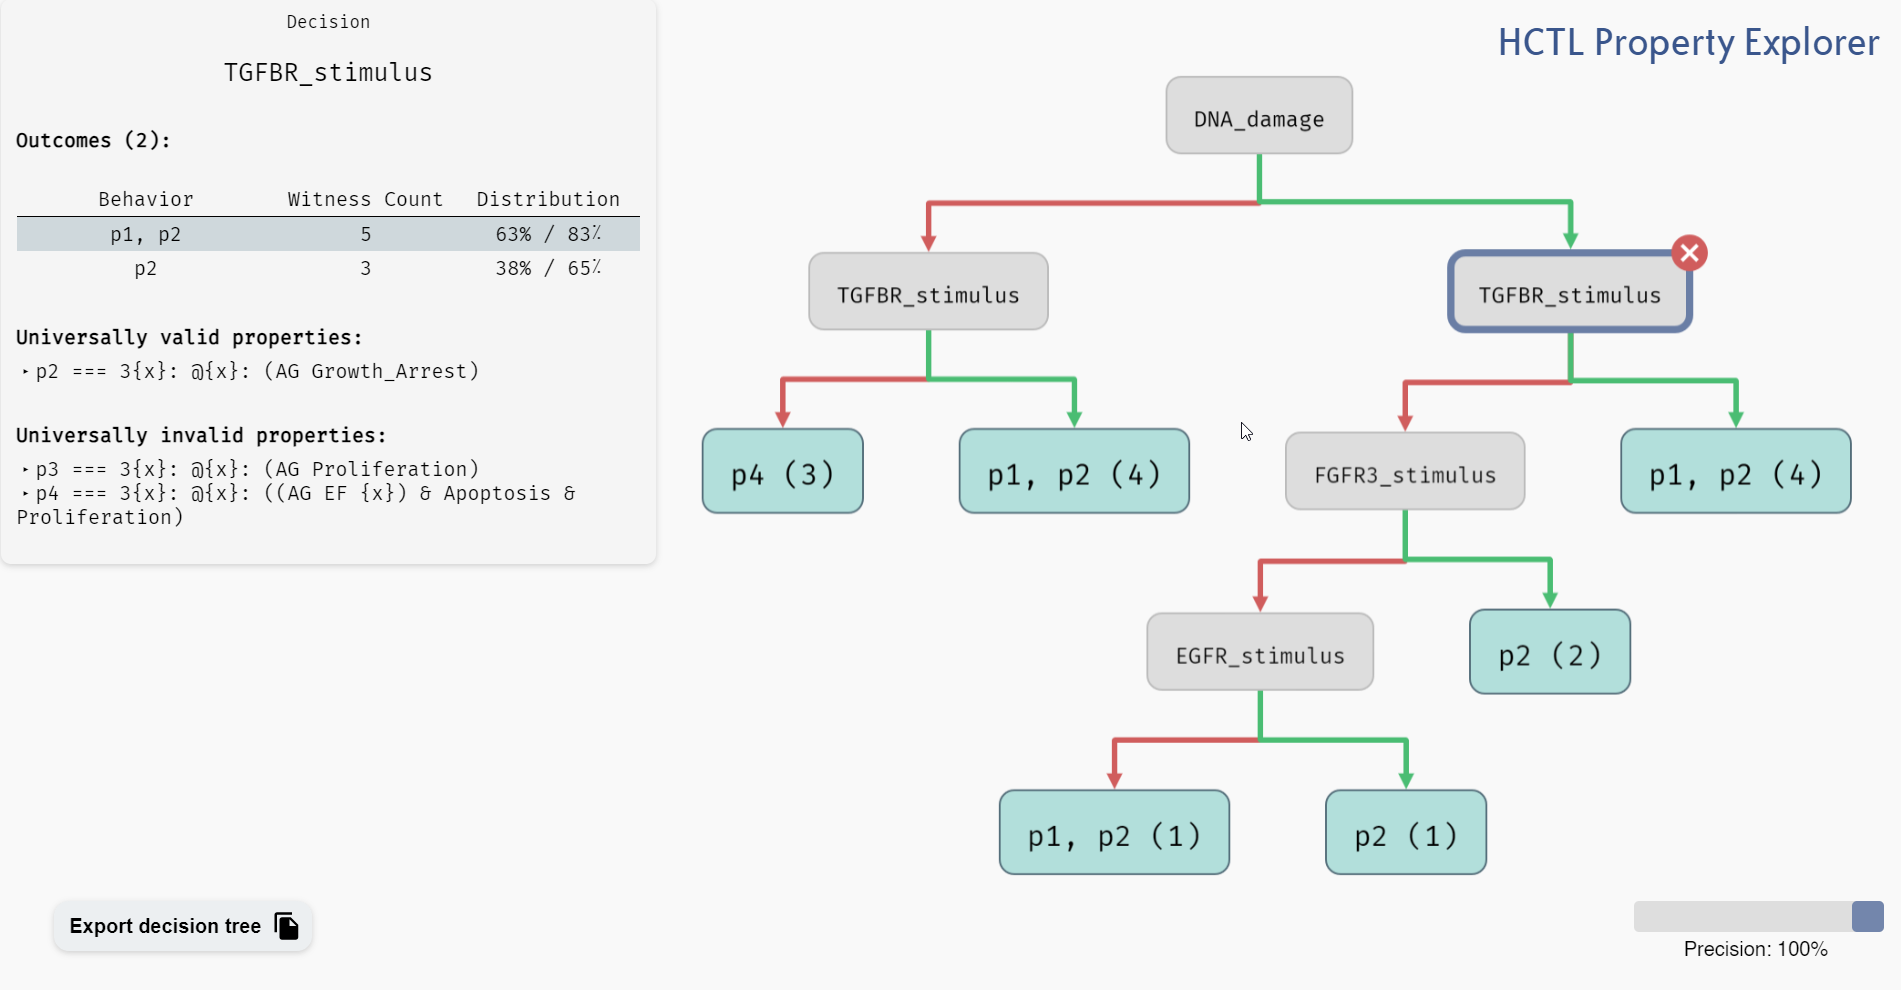 Decision
TGFBR_stimulus
Outcomes (2):
Behavior Witness Count Distribution
p1, p2 5 63% / 83%
p2 3 38% / 65%
Universally valid properties:
‣ p2 === 3{x}: @{x}: (AG Growth_Arrest)
Universally invalid properties:
‣ p3 === 3{x}: @{x}: (AG Proliferation)
‣ p4 === 3{x}: @{x}: ((AG EF {x}) & Apoptosis &
Proliferation)
Export decision tree
HCTL Property Explorer
DNA_damage
TGFBR_stimulus
TGFBR_stimulus
p4 (3)
p1, p2 (4)
FGFR3_stimulus
p1, p2 (4)
EGFR_stimulus
p2 (2)
p1, p2 (1)
p2 (1)
Precision: 100%